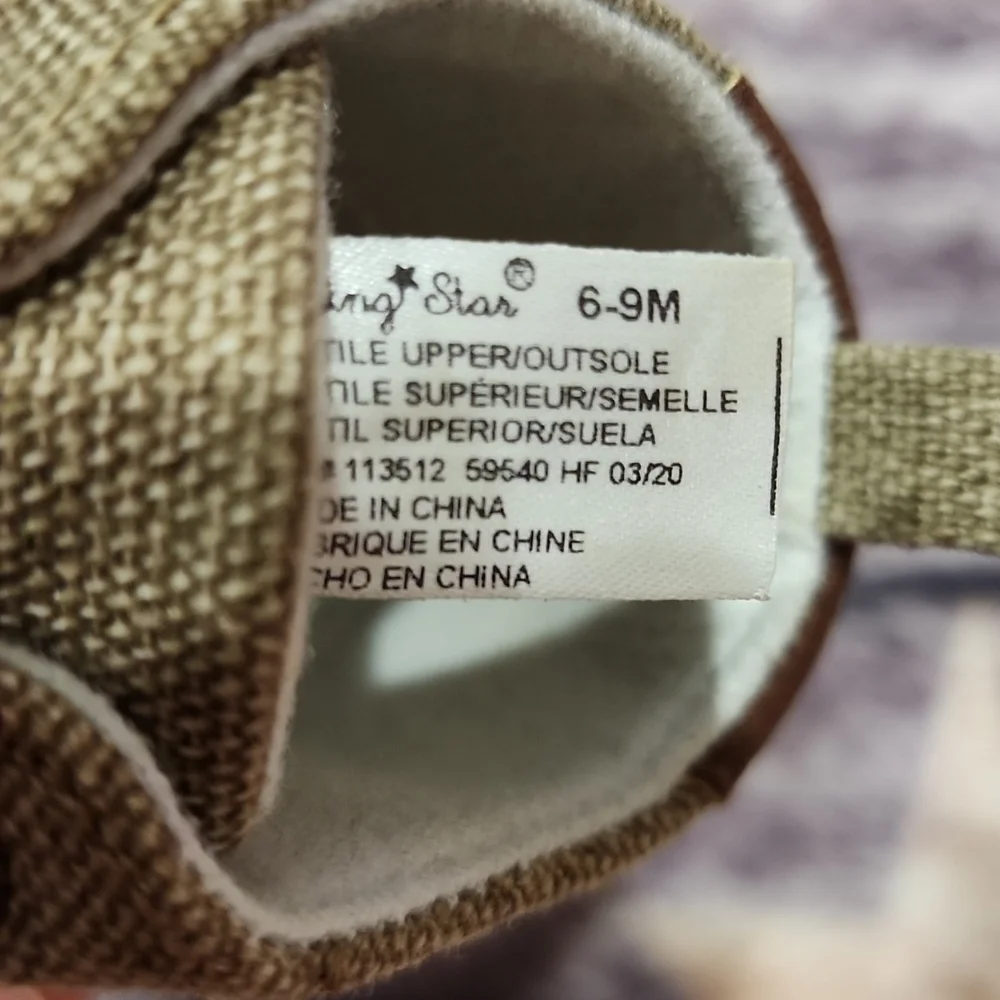 ing★Star® 6-9M
TILE UPPER/OUTSOLE
TILE SUPÉRIEUR/SEMELLE
TIL SUPERIOR/SUELA
# 113512 59540 HF 03/20
DE IN CHINA
BRIQUE EN CHINE
CHO EN CHINA